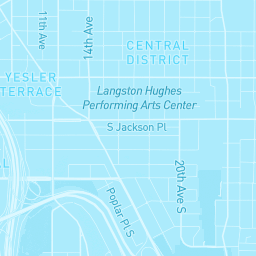 11th Ave
14th Ave
CENTRAL
DISTRICT
YESLER
TERRACE
Langston Hughes
Performing Arts Center
S Jackson Pl
AL
Poplar Pl S
20th Ave S